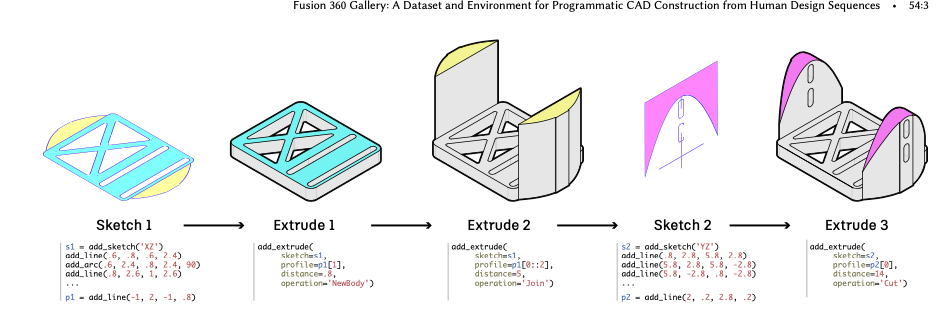 Fusion 360 Gallery: A Dataset and Environment for Programmatic CAD Construction from Human Design Sequences • 54:3
Sketch 1
Extrude 1
Extrude 2
Sketch 2
Extrude 3
s1 = add_sketch('XZ')
add_line(.6, .8, .6, 2.4)
add_arc(.6, 2.4, .8, 2.4, 90)
add_line(.8, 2.6, 1, 2.6)
...
p1 = add_line(-1, 2, -1, .8)
add_extrude(
sketch=s1,
profile=p1[1],
distance=.8,
operation='NewBody')
add_extrude(
sketch=s1,
profile=p1[0::2],
distance=5,
operation='Join')
s2 = add_sketch('YZ')
add_line(.8, 2.8, 5.8, 2.8)
add_line(5.8, 2.8, 5.8, -2.8)
add_line(5.8, -2.8, .8, -2.8)
...
p2 = add_line(2, .2, 2.8, .2)
add_extrude(
sketch=s2,
profile=p2[0],
distance=14,
operation='Cut')